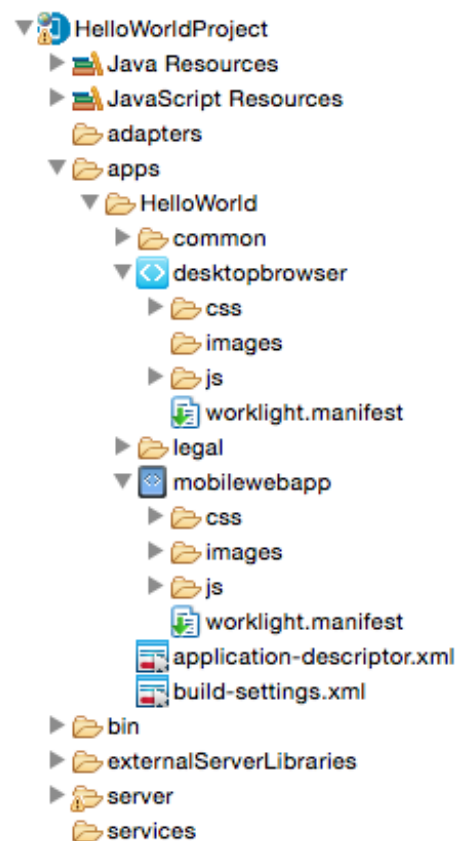 HelloWorldProject
Java Resources
JavaScript Resources
adapters
apps
HelloWorld
common
desktopbrowser
css
images
js
worklight.manifest
legal
mobilewebapp
css
images
js
worklight.manifest
application-descriptor.xml
build-settings.xml
bin
externalServerLibraries
server
services